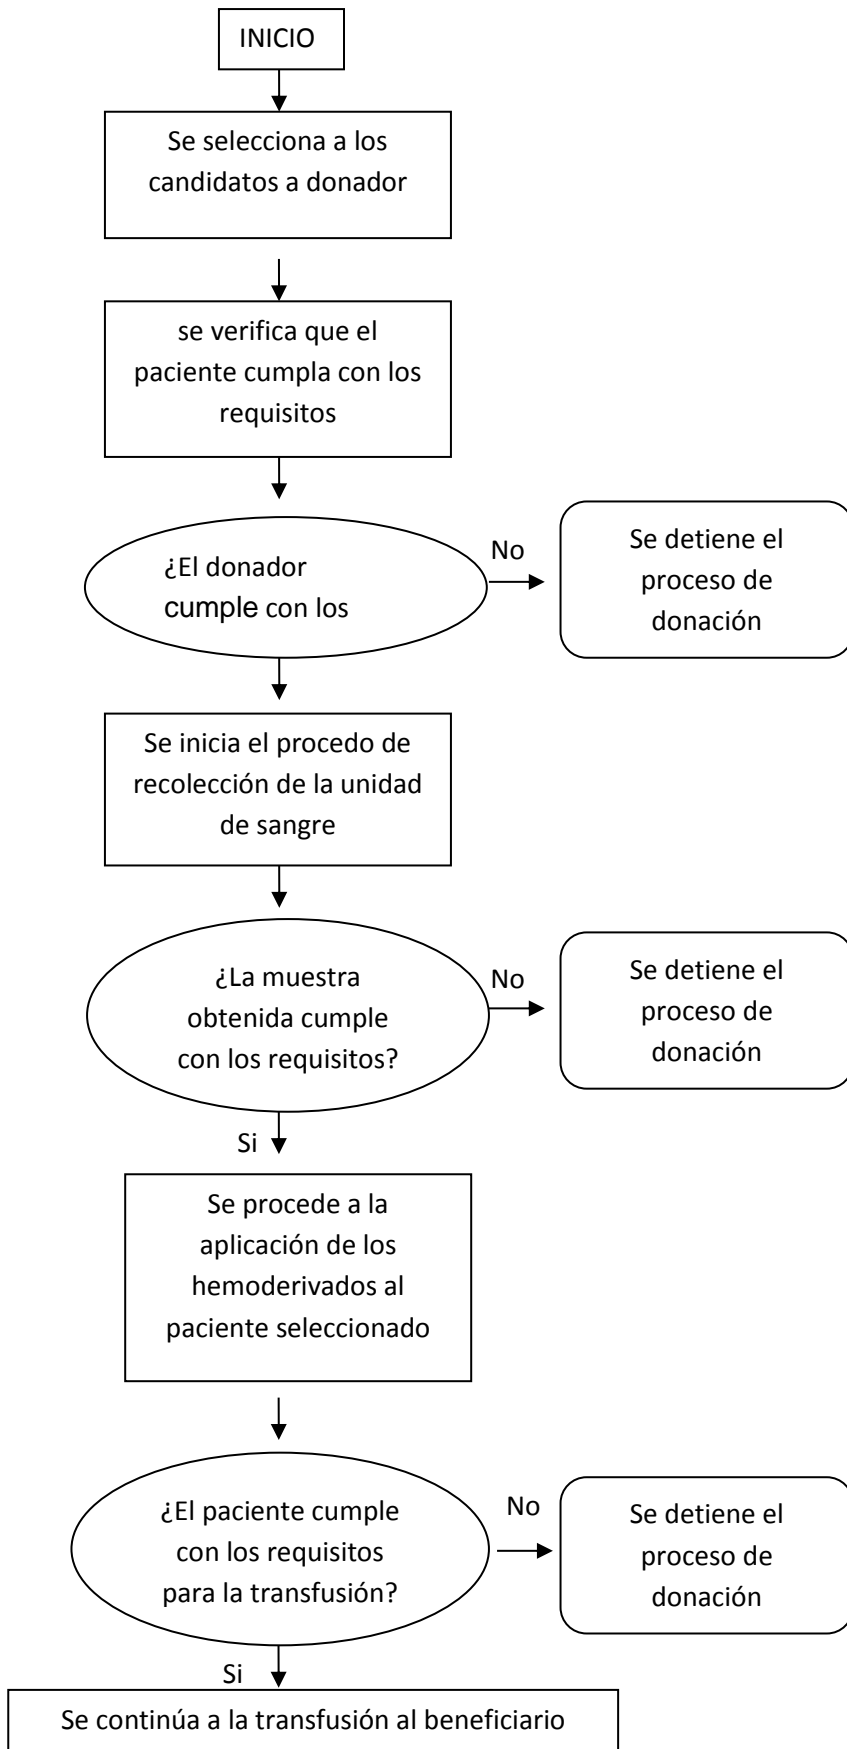 INICIO
Se selecciona a los
candidatos a donador
se verifica que el
paciente cumpla con los
requisitos
¿El donador
cumple con los
No
Se detiene el
proceso de
donación
Se inicia el procedo de
recolección de la unidad
de sangre
¿La muestra
obtenida cumple
con los requisitos?
No
Se detiene el
proceso de
donación
Si
Se procede a la
aplicación de los
hemoderivados al
paciente seleccionado
¿El paciente cumple
con los requisitos
para la transfusión?
No
Se detiene el
proceso de
donación
Si
Se continúa a la transfusión al beneficiario